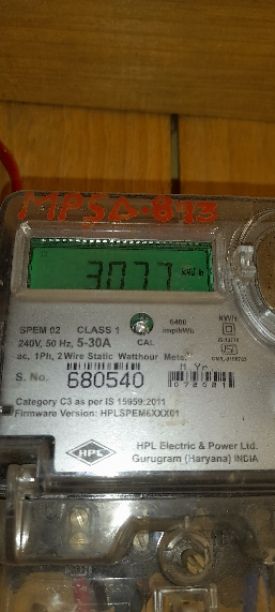 MPSD-813
3077 kWh
SPEM 02 CLASS 1
240V, 50 Hz, 5-30A CAL
6400 imp/kWh
ac, 1Ph, 2 Wire Static Watthour Meter
S. No. 680540
M Yr
Category C3 as per IS 15959:2011
Firmware Version: HPLSPEM6XXX01
HPL
HPL Electric & Power Ltd.
Gurugram (Haryana) INDIA